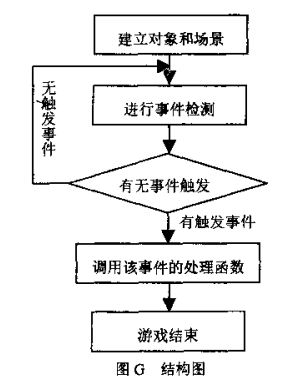 建立对象和场景
无触发事件
进行事件检测
有无事件触发
有触发事件
调用该事件的处理函数
游戏结束
图G 结构图